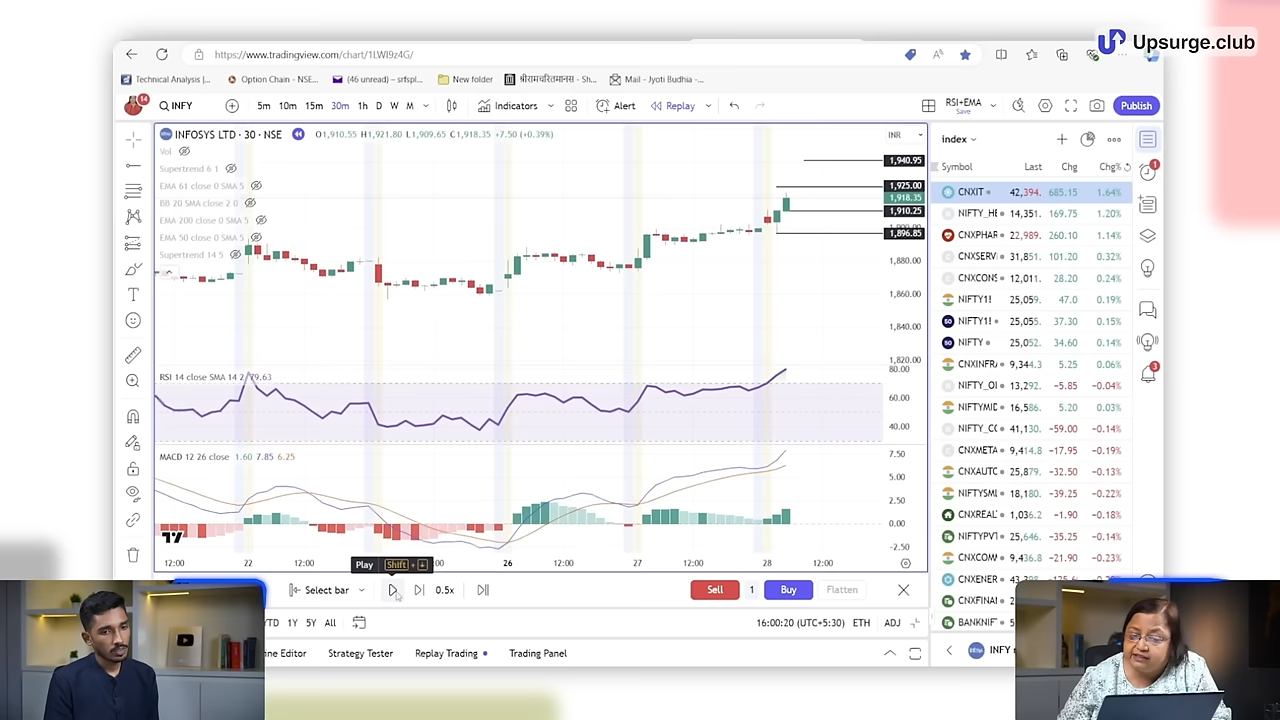 Upsurge.club
https://www.tradingview.com/chart/1LWI9z4G/
Technical Analysis |...
Option Chain - NSE...
(46 unread) - srfspl...
New folder
श्रीरामचरितमानस - Sh...
Mail - Jyoti Budhia -...
14
INFY
5m 10m 15m 30m 1h D W M
Indicators
Alert
Replay
RSI+EMA
Save
Publish
INFOSYS LTD · 30 · NSE
O1,910.55 H1,921.80 L1,909.65 C1,918.35 +7.50 (+0.39%)
INR
Vol
Supertrend 6 1
EMA 61 close 0 SMA 5
BB 20 SMA close 2 0
EMA 200 close 0 SMA 5
EMA 50 close 0 SMA 5
Supertrend 14 5
1,940.95
1,925.00
1,918.35
1,910.25
1,896.85
1,880.00
1,860.00
1,840.00
1,820.00
RSI 14 close SMA 14 2 79.63
80.00
60.00
40.00
MACD 12 26 close 1.60 7.85 6.25
7.50
5.00
2.50
0.00
−2.50
12:00 22 12:00 26 12:00 27 12:00 28 12:00
Play Shift +
Select bar
0.5x
Sell 1 Buy Flatten
1Y 5Y All
16:00:20 (UTC+5:30) ETH ADJ
Strategy Tester
Replay Trading
Trading Panel
index
Symbol Last Chg Chg%
CNXIT 42,394. 685.15 1.64%
NIFTY_HE 14,351. 169.75 1.20%
CNXPHAR 22,989. 260.10 1.14%
CNXSERV 31,851. 101.20 0.32%
CNXCONS 12,011. 28.20 0.24%
NIFTY1! 25,059. 47.0 0.19%
NIFTY1! 25,055. 37.30 0.15%
NIFTY 25,052. 34.60 0.14%
CNXINFRA 9,344.3 5.25 0.06%
NIFTY_OI 13,292. −5.85 −0.04%
NIFTYMID 16,586. 5.20 0.03%
NIFTY_CC 41,130. −59.00 −0.14%
CNXMETA 9,414.8 −17.95 −0.19%
CNXAUTC 25,879. −32.50 −0.13%
NIFTYSML 18,180. −39.25 −0.22%
CNXREAL 1,036.2 −1.90 −0.18%
NIFTYPVT 25,646. −35.25 −0.14%
CNXCOM 9,436.8 −21.90 −0.23%
CNXENER
CNXFINA
BANKNIFT
INFY
1
3